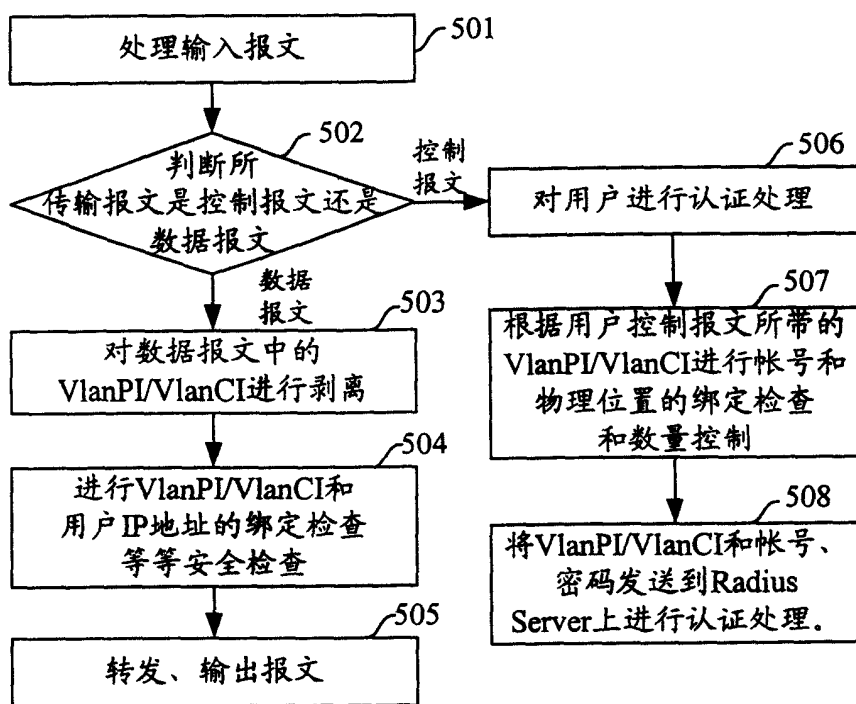 处理输入报文
501
502
判断所
传输报文是控制报文还是
数据报文
控制
报文
数据
报文
503
对数据报文中的
VlanPI/VlanCI进行剥离
504
进行VlanPI/VlanCI和
用户IP地址的绑定检查
等等安全检查
505
转发、输出报文
506
对用户进行认证处理
507
根据用户控制报文所带的
VlanPI/VlanCI进行帐号和
物理位置的绑定检查
和数量控制
508
将VlanPI/VlanCI和帐号、
密码发送到Radius
Server上进行认证处理。